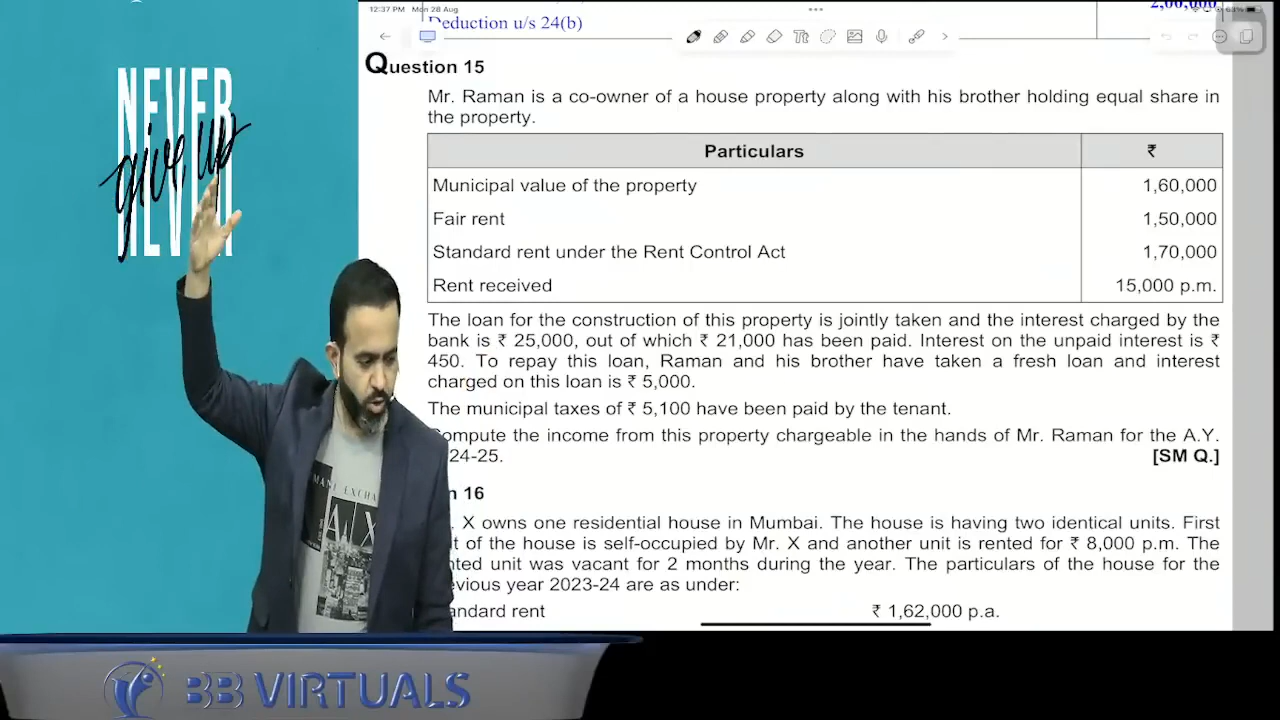 12:37 PM Mon 28 Aug
63%
Deduction u/s 24(b)
2,00,000
NEVER
give up
NEVER
Question 15
Mr. Raman is a co-owner of a house property along with his brother holding equal share in
the property.
Particulars ₹
Municipal value of the property 1,60,000
Fair rent 1,50,000
Standard rent under the Rent Control Act 1,70,000
Rent received 15,000 p.m.
The loan for the construction of this property is jointly taken and the interest charged by the
bank is ₹ 25,000, out of which ₹ 21,000 has been paid. Interest on the unpaid interest is ₹
450. To repay this loan, Raman and his brother have taken a fresh loan and interest
charged on this loan is ₹ 5,000.
The municipal taxes of ₹ 5,100 have been paid by the tenant.
ompute the income from this property chargeable in the hands of Mr. Raman for the A.Y.
24-25. [SM Q.]
n 16
X owns one residential house in Mumbai. The house is having two identical units. First
t of the house is self-occupied by Mr. X and another unit is rented for ₹ 8,000 p.m. The
nted unit was vacant for 2 months during the year. The particulars of the house for the
evious year 2023-24 are as under:
andard rent ₹ 1,62,000 p.a.
AX
BB VIRTUALS